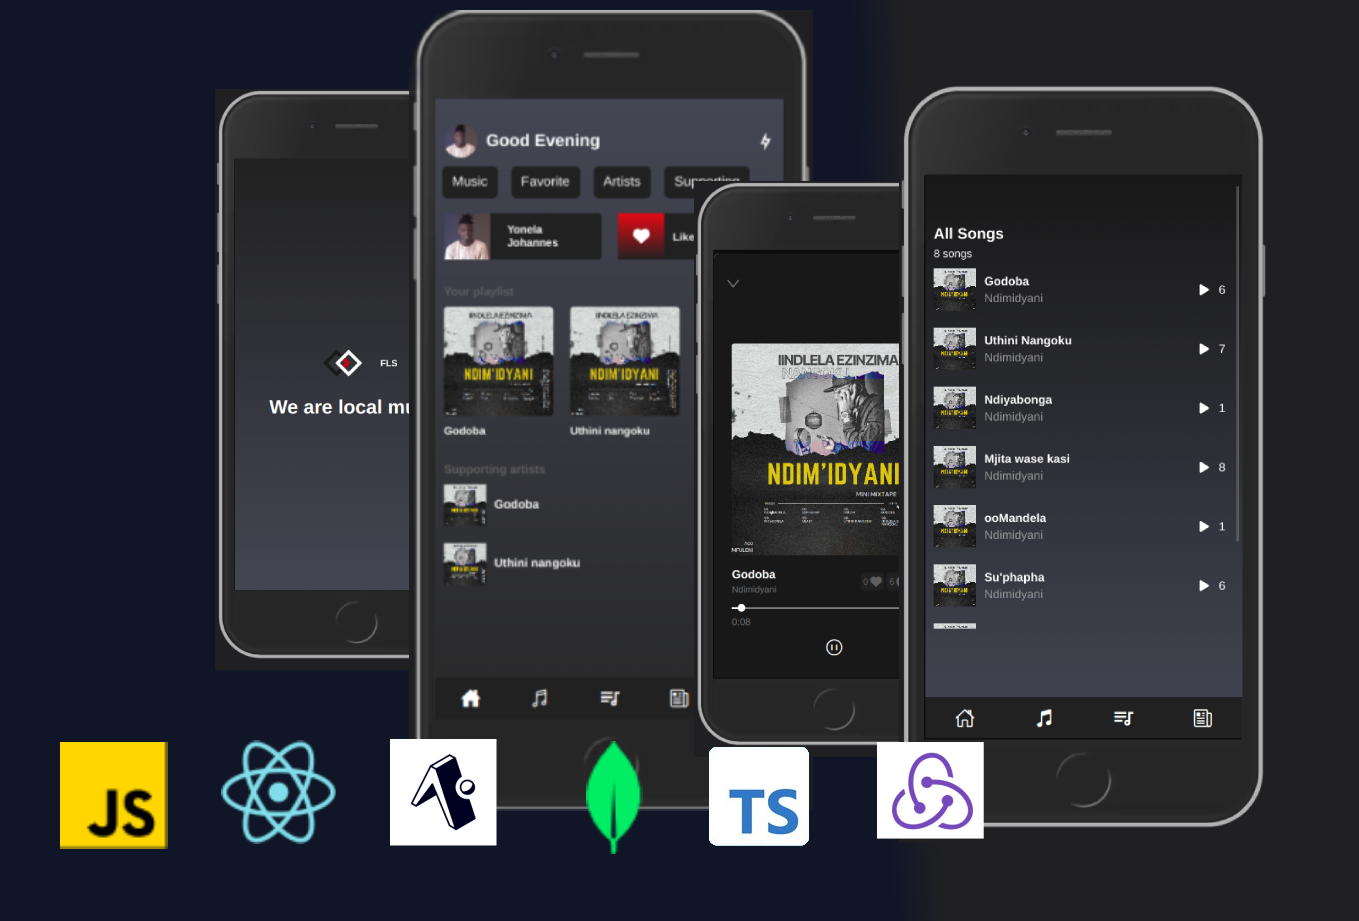 FLS
We are local mu
Good Evening
Music
Favorite
Artists
Supporting
Yonela
Johannes
Like
Your playlist
IINDLELA EZINZIMA
NDIM'IDYANI
IINDLELA EZINZIMA
NDIM'IDYANI
Godoba
Uthini nangoku
Supporting artists
Godoba
Uthini nangoku
IINDLELA EZINZIMA
NANGOKU
NDIM'IDYANI
MINI MIXTAPE
MFULENI
Godoba
Ndimidyani
0
6
0:08
All Songs
8 songs
Godoba
Ndimidyani
6
Uthini Nangoku
Ndimidyani
7
Ndiyabonga
Ndimidyani
1
Mjita wase kasi
Ndimidyani
8
ooMandela
Ndimidyani
1
Su'phapha
Ndimidyani
6
JS
TS